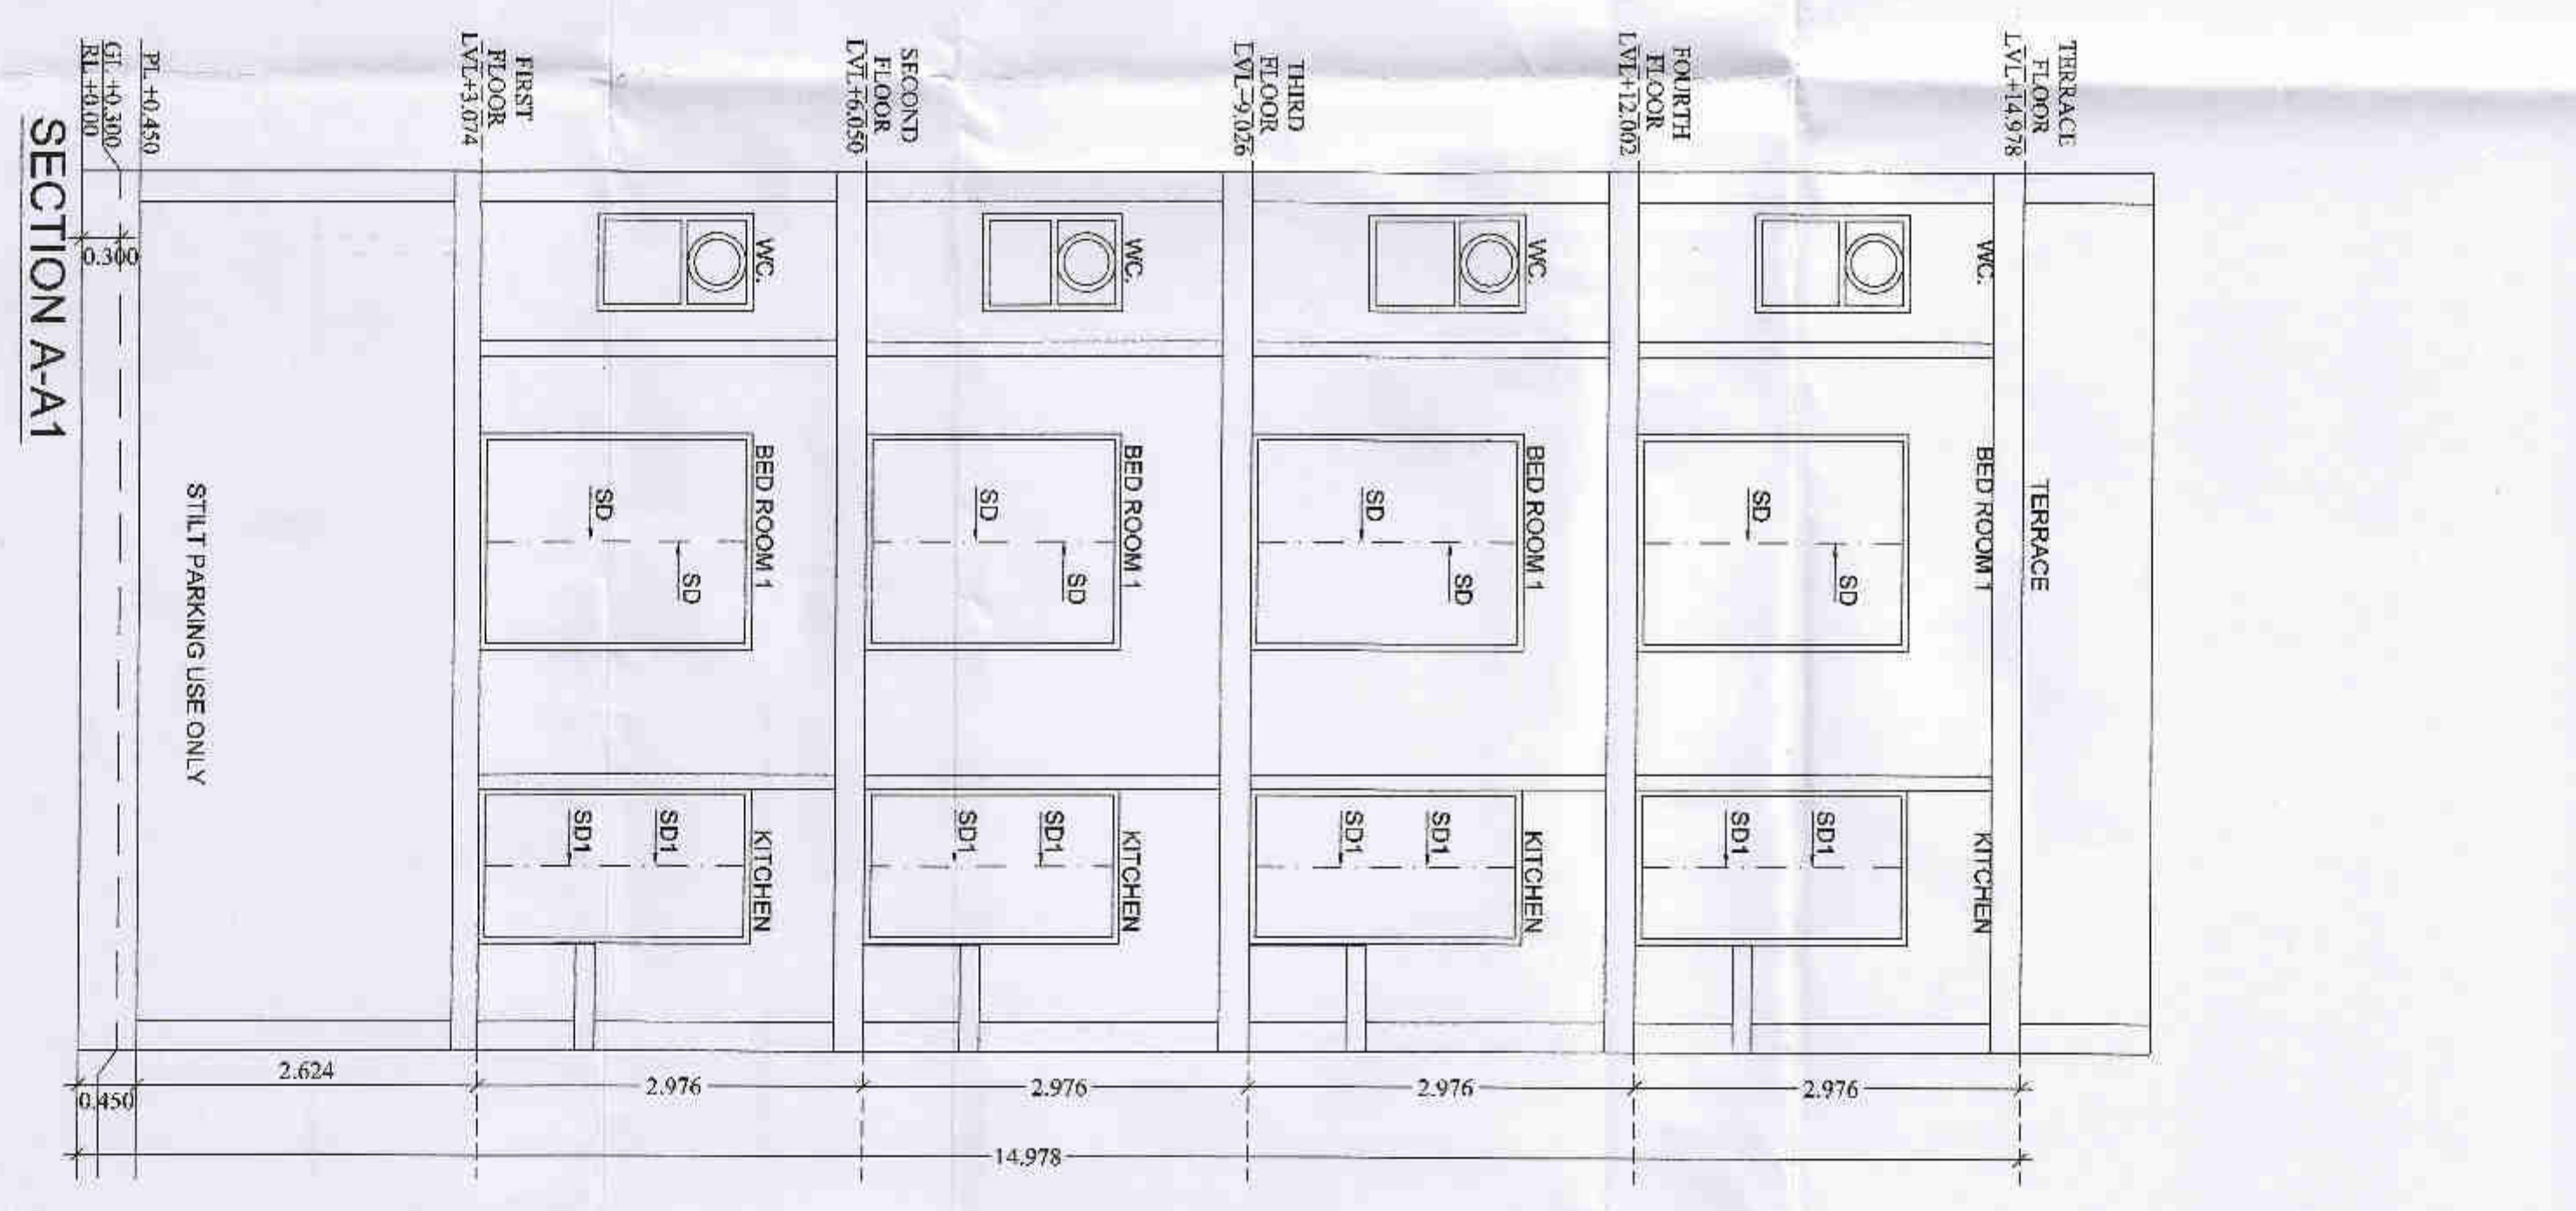 TERRACE
FLOOR
LVL+14.978
FOURTH
FLOOR
LVL+12.002
THIRD
FLOOR
LVL=9.026
SECOND
FLOOR
LVL+6.050
FIRST
FLOOR
LVL+3.074
PL +0.450
GL +0.300
RL +0.00
TERRACE
WC.
BED ROOM 1
KITCHEN
SD
SD
SD1
SD1
WC.
BED ROOM 1
KITCHEN
SD
SD
SD1
SD1
WC.
BED ROOM 1
KITCHEN
SD
SD
SD1
SD1
WC.
BED ROOM 1
KITCHEN
SD
SD
SD1
SD1
STILT PARKING USE ONLY
0.300
2.976
2.976
2.976
2.976
2.624
0.450
14.978
SECTION A-A1